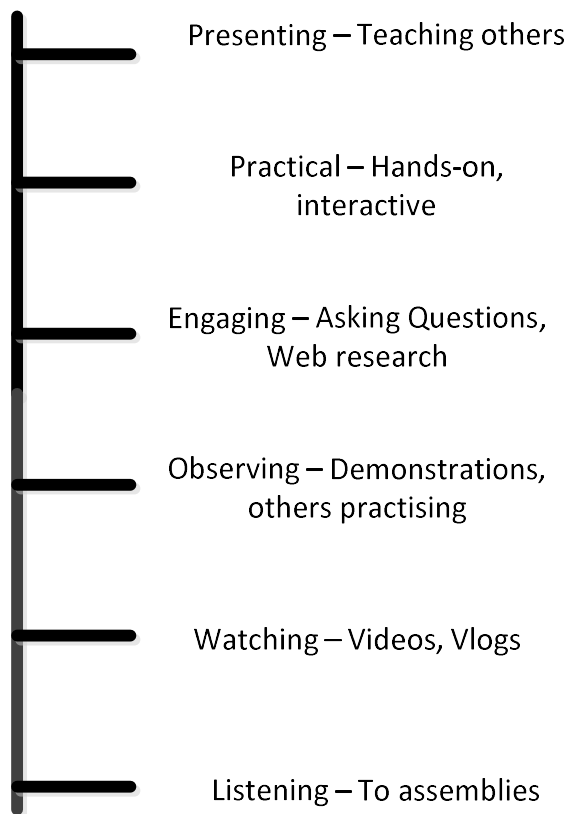 Presenting – Teaching others
Practical – Hands-on,
interactive
Engaging – Asking Questions,
Web research
Observing – Demonstrations,
others practising
Watching – Videos, Vlogs
Listening – To assemblies